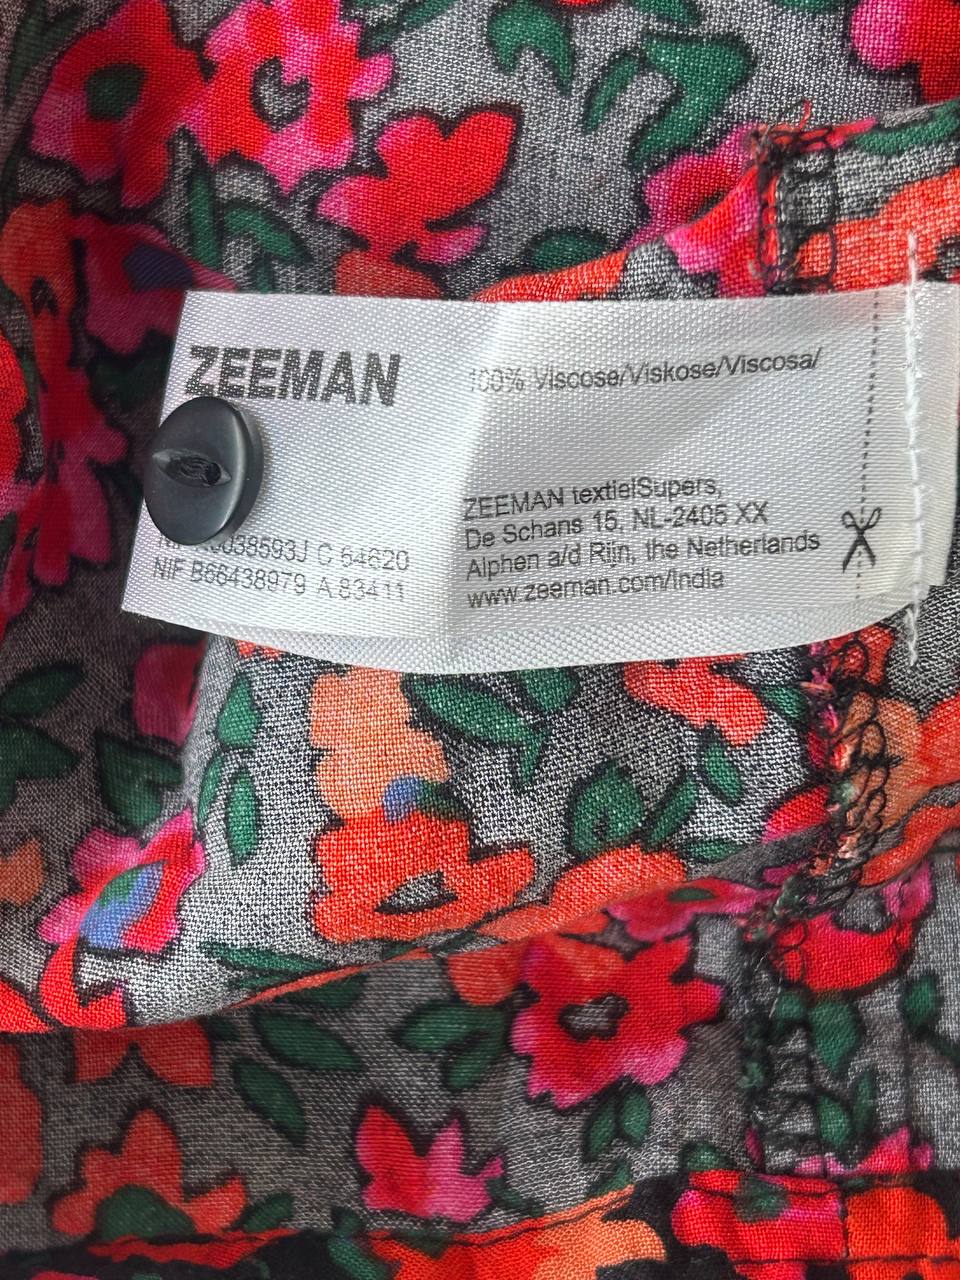 ZEEMAN
100% Viscose/Viskose/Viscosa/
ZEEMAN textielSupers,
De Schans 15, NL-2405 XX
Alphen a/d Rijn, the Netherlands
www.zeeman.com/india
C 54620
NIF B66438979 A 83411